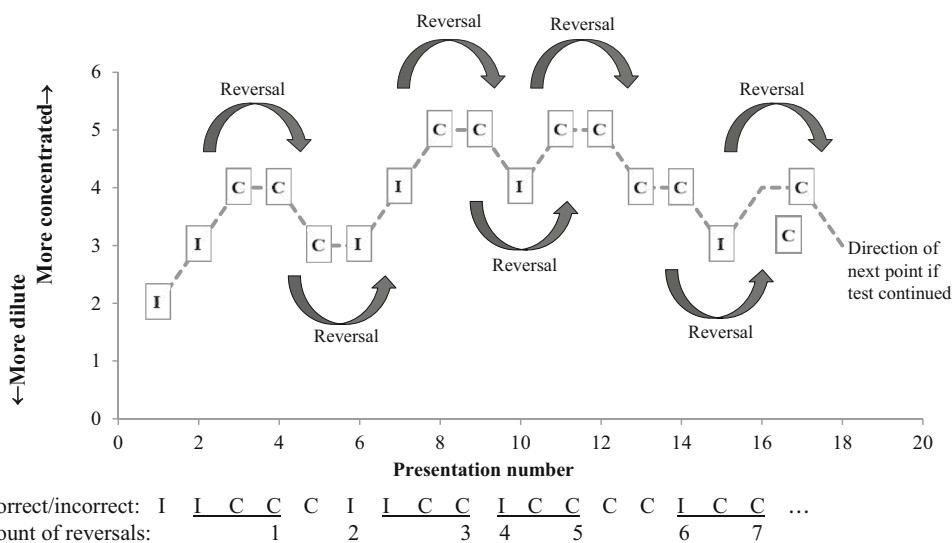 Reversal
Reversal
Reversal
Reversal
Reversal
Reversal
Reversal
Reversal
←More dilute More concentrated→
6
5
4
3
2
1
0
C C C C
I C C I C C C
I C I I C
I
Direction of
next point if
test continued
0 2 4 6 8 10 12 14 16 18 20
Presentation number
orrect/incorrect: I I C C C I I C C I C C C C I C C …
ount of reversals: 1 2 3 4 5 6 7